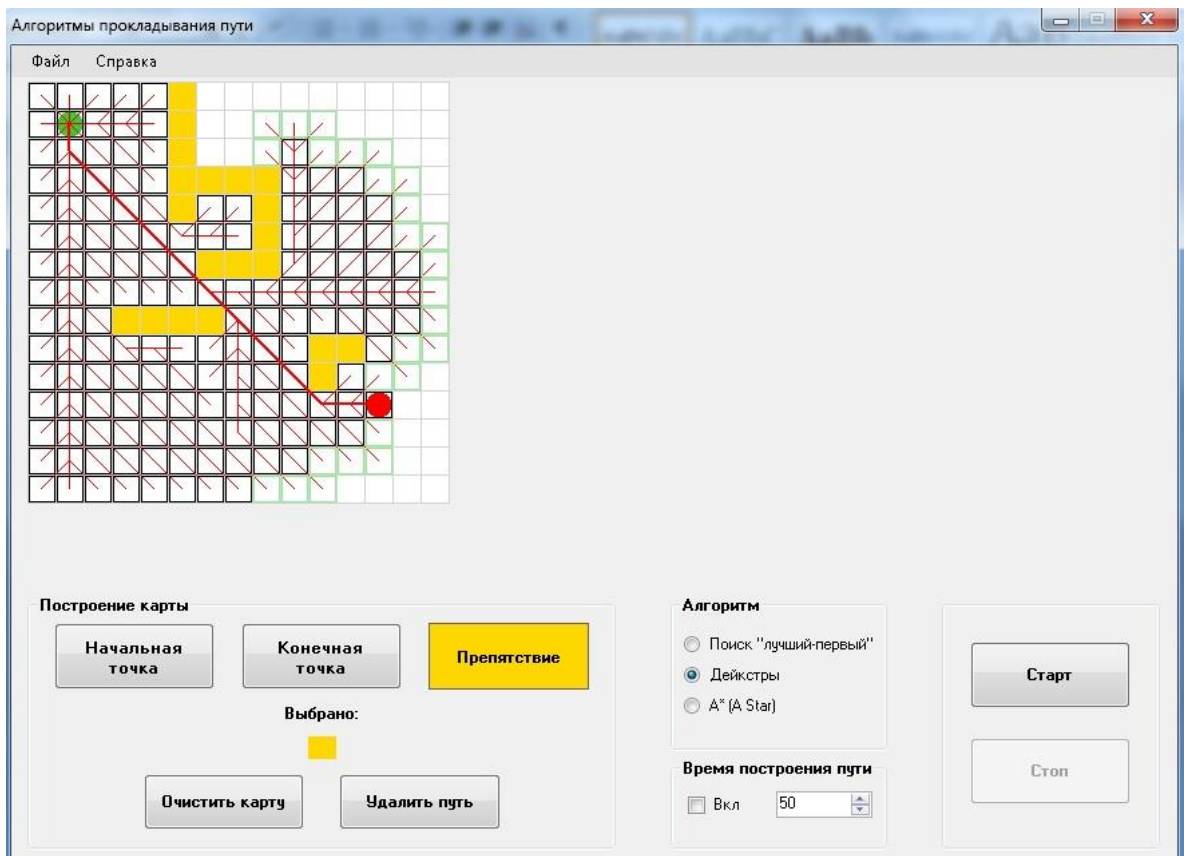 Алгоритмы прокладывания пути
Файл Справка
Построение карты
Начальная точка
Конечная точка
Препятствие
Выбрано:
Очистить карту
Удалить путь
Алгоритм
Поиск "лучший-первый"
Дейкстры
A* (A Star)
Время построения пути
Вкл 50
Старт
Стоп